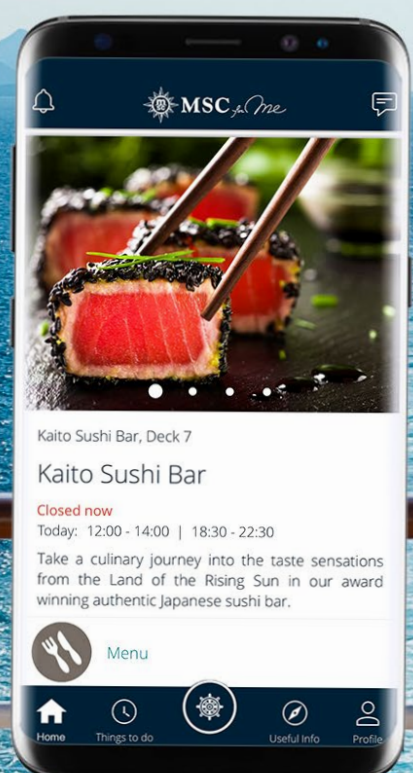 MSC for Me
Kaito Sushi Bar, Deck 7
Kaito Sushi Bar
Closed now
Today: 12:00 - 14:00 | 18:30 - 22:30
Take a culinary journey into the taste sensations
from the Land of the Rising Sun in our award
winning authentic Japanese sushi bar.
Menu
Home
Things to do
Useful Info
Profile